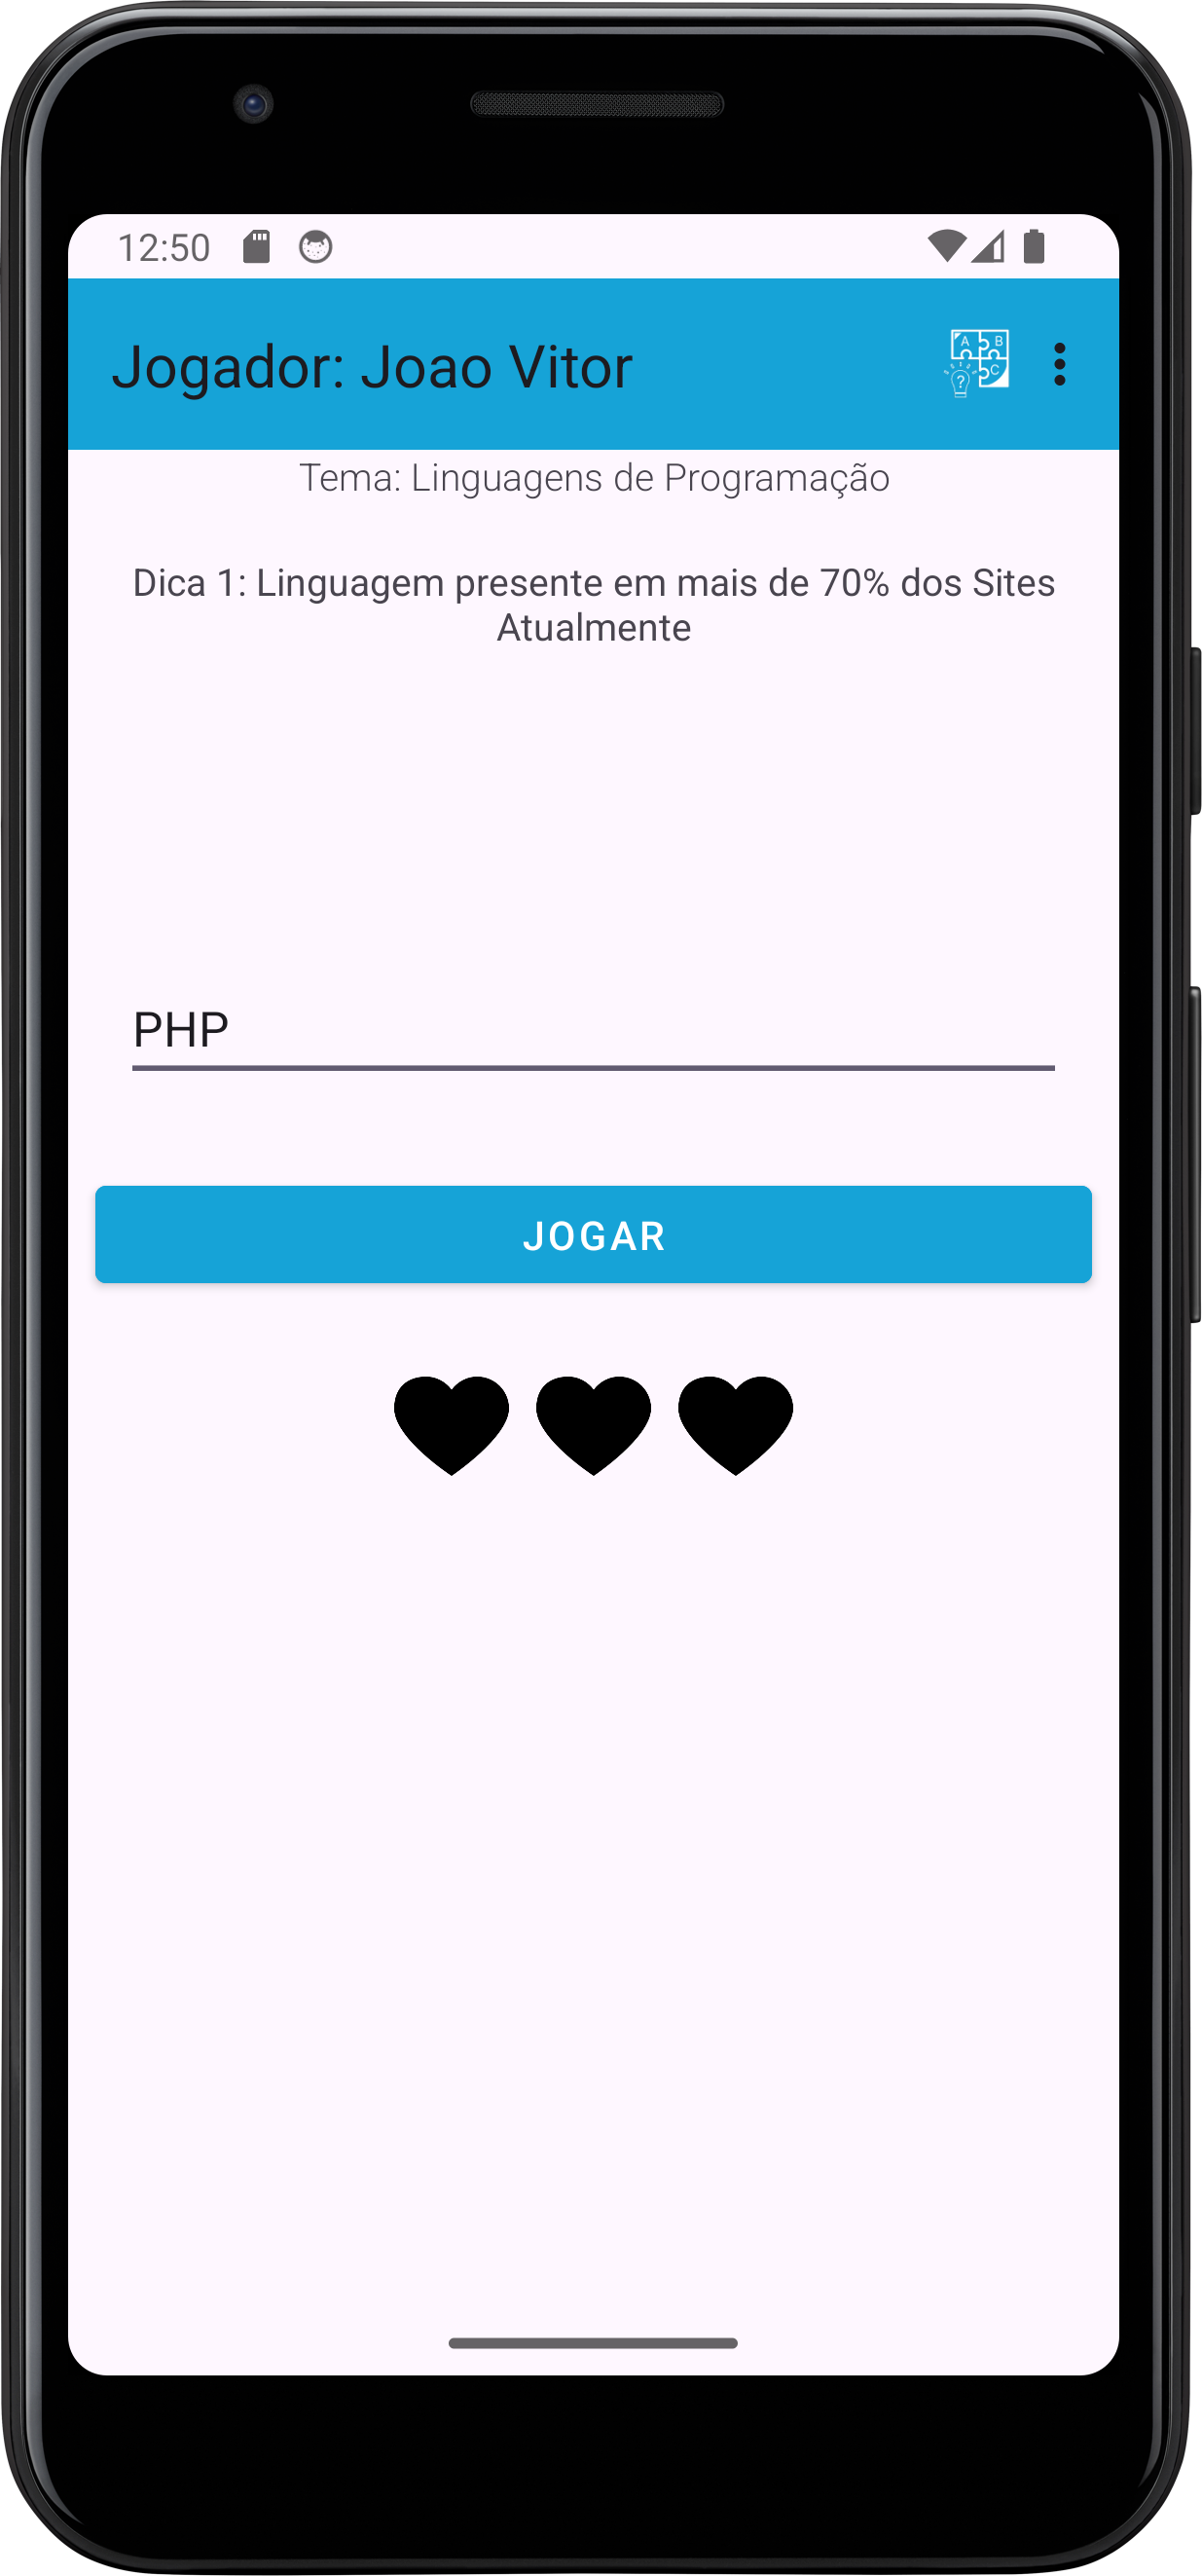 12:50
Jogador: Joao Vitor
A B
C
?
Tema: Linguagens de Programação
Dica 1: Linguagem presente em mais de 70% dos Sites
Atualmente
PHP
JOGAR